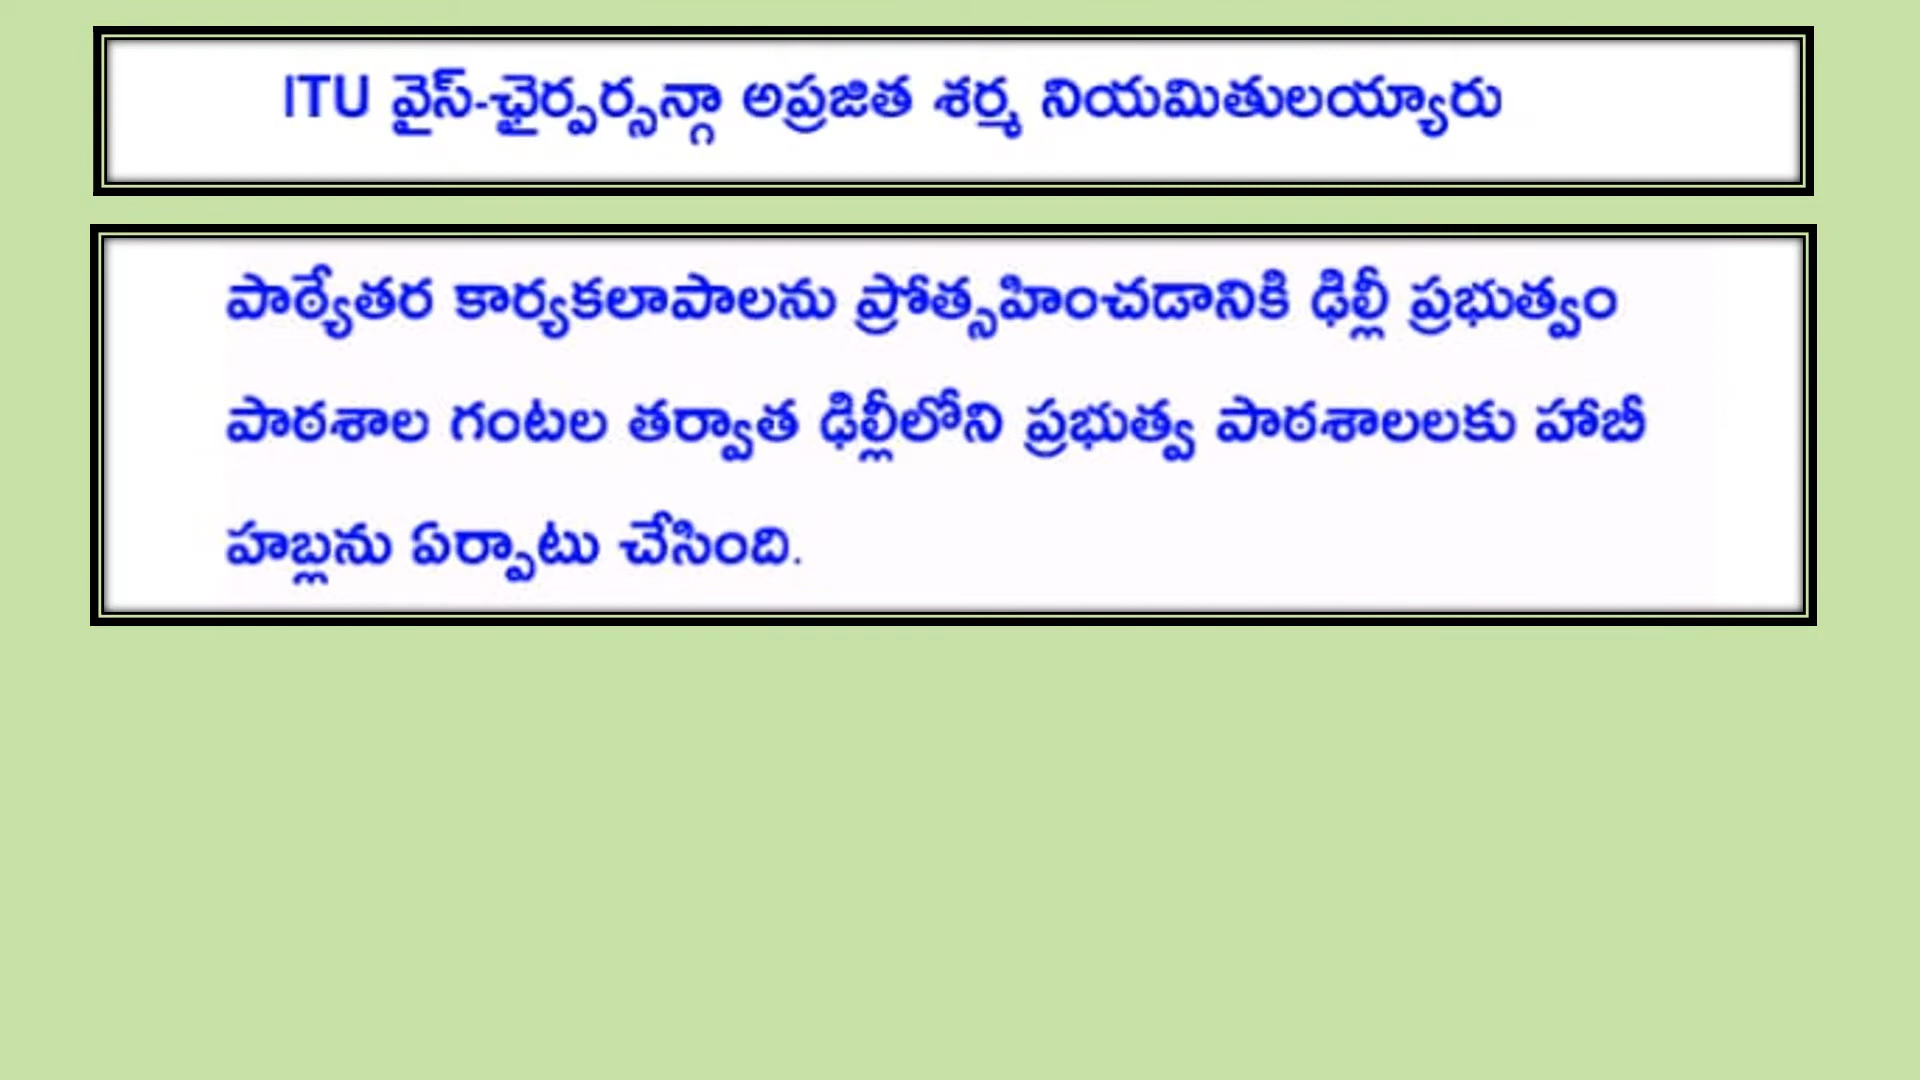 ITU వైస్-ఛైర్పర్సన్గా అప్రజిత శర్మ నియమితులయ్యారు
పాఠ్యేతర కార్యకలాపాలను ప్రోత్సహించడానికి ఢిల్లీ ప్రభుత్వం
పాఠశాల గంటల తర్వాత ఢిల్లీలోని ప్రభుత్వ పాఠశాలలకు హాబీ
హబ్లను ఏర్పాటు చేసింది.